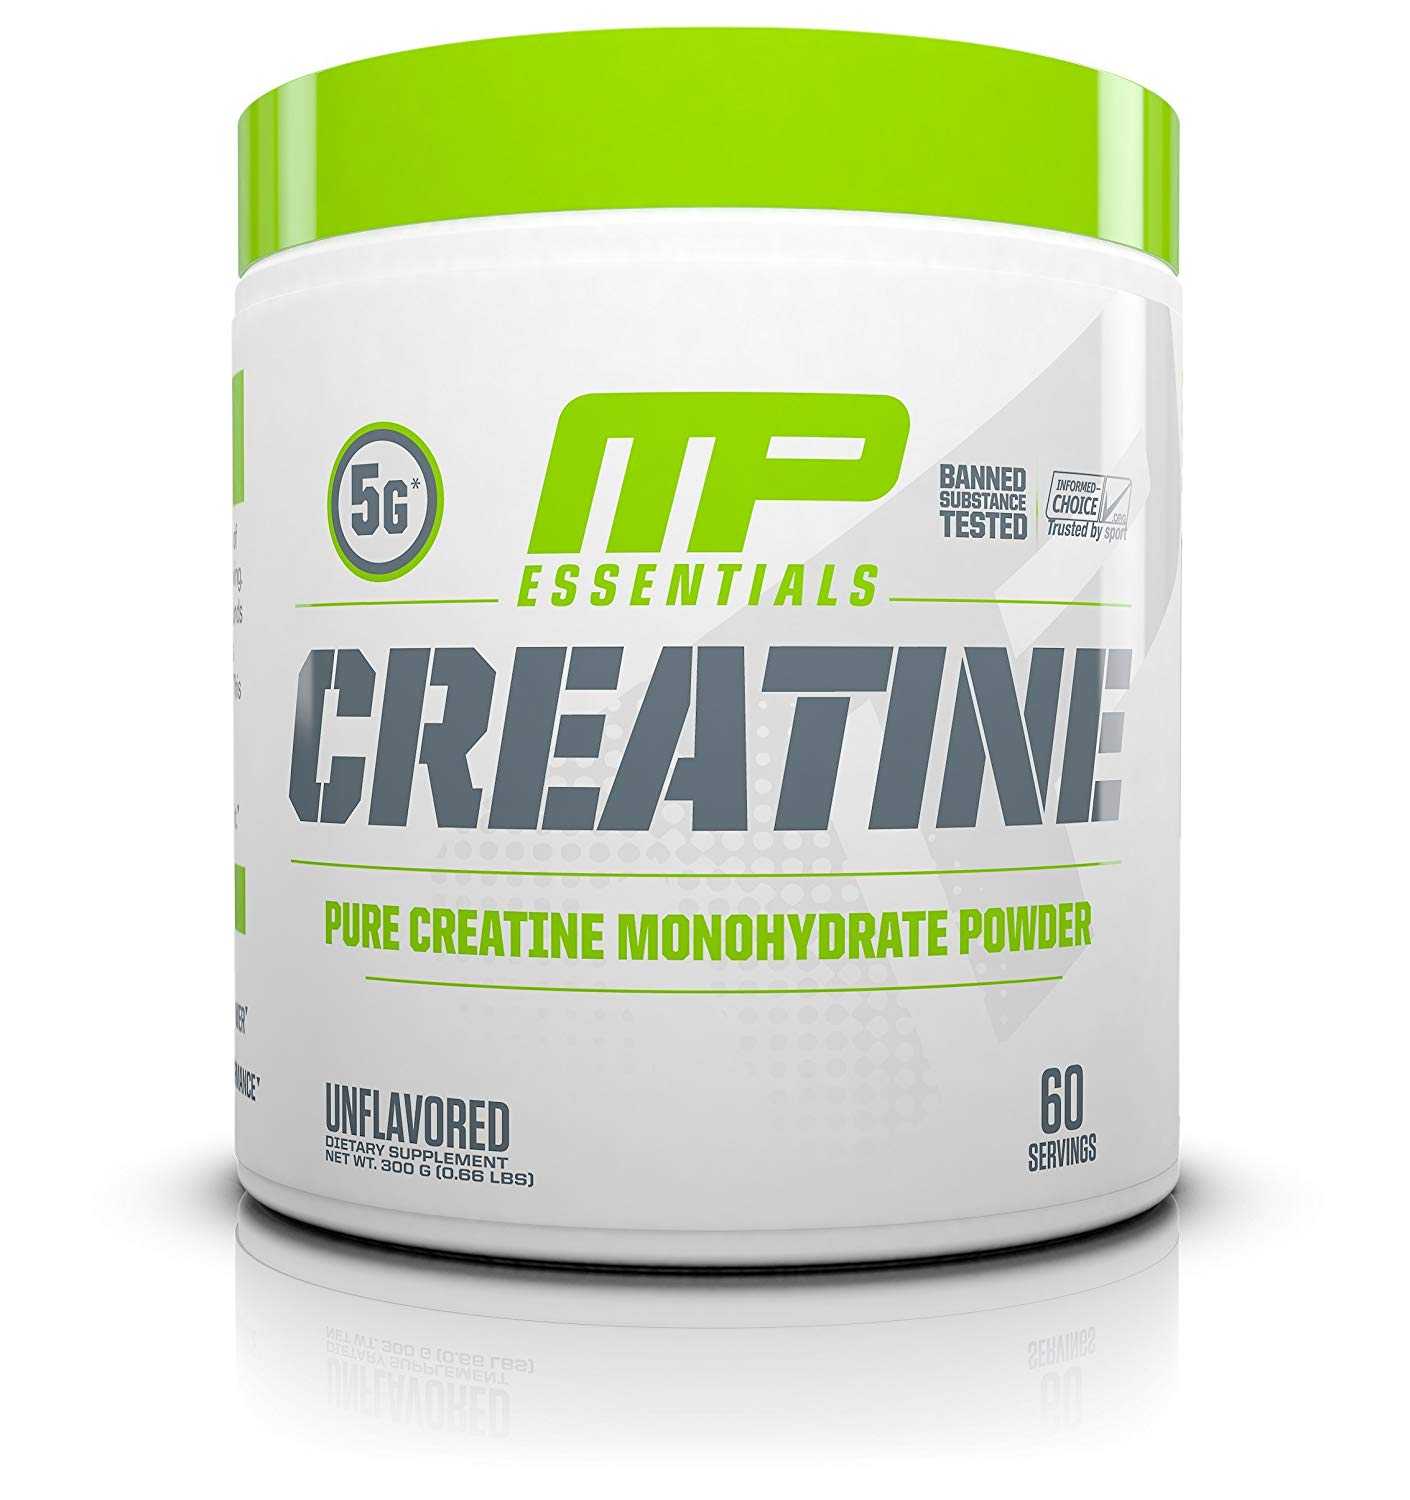 5G*
MP
ESSENTIALS
BANNED
SUBSTANCE
TESTED
INFORMED-
CHOICE
Trusted by sport
CREATINE
PURE CREATINE MONOHYDRATE POWDER
UNFLAVORED
DIETARY SUPPLEMENT
NET WT. 300 G (0.66 LBS)
60
SERVINGS